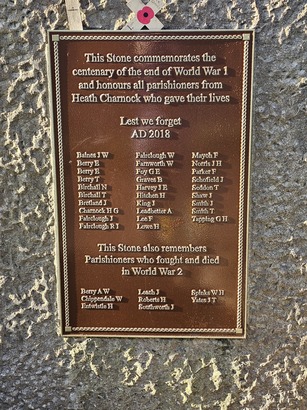 This Stone commemorates the
centenary of the end of World War 1
and honours all parishioners from
Heath Charnock who gave their lives
Lest we forget
AD 2018
Baines J W
Berry E
Berry E
Berry T
Birchall N
Birchall T
Bretland J
Charnock H G
Fairclough J
Fairclough R I
Fairclough W
Farnworth W
Foy G E
Graves B
Harvey J E
Hitchen H
King J
Leadbetter A
Lee F
Lowe H
Mayoh F
Norris J H
Parker F
Schofield J
Seddon T
Shaw J
Smith J
Smith T
Tapping G H
This Stone also remembers
Parishioners who fought and died
in World War 2
Berry A W
Chippendale W
Entwistle H
Leach J
Roberts H
Southworth J
Spinks W H
Yates J T